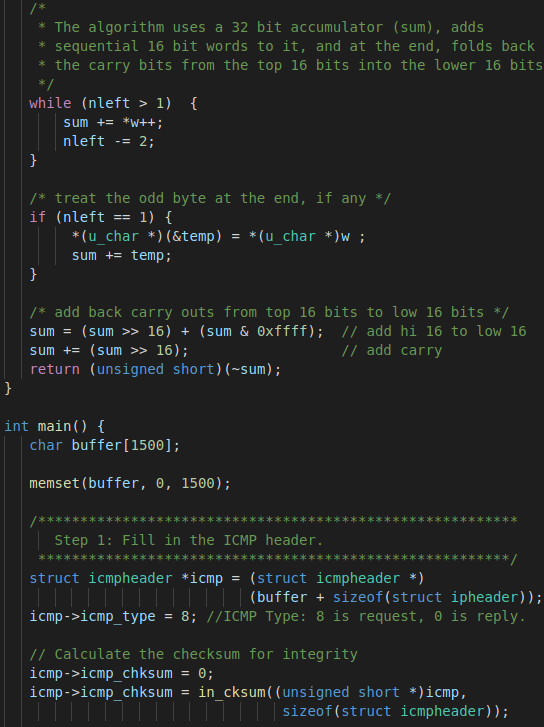 /*
 * The algorithm uses a 32 bit accumulator (sum), adds
 * sequential 16 bit words to it, and at the end, folds back
 * the carry bits from the top 16 bits into the lower 16 bits
 */
while (nleft > 1)  {
    sum += *w++;
    nleft -= 2;
}

/* treat the odd byte at the end, if any */
if (nleft == 1) {
     *(u_char *)(&temp) = *(u_char *)w ;
     sum += temp;
}

/* add back carry outs from top 16 bits to low 16 bits */
sum = (sum >> 16) + (sum & 0xffff);  // add hi 16 to low 16
sum += (sum >> 16);                  // add carry
return (unsigned short)(~sum);
}

int main() {
   char buffer[1500];

   memset(buffer, 0, 1500);

   /*********************************************************
      Step 1: Fill in the ICMP header.
    ********************************************************/
   struct icmpheader *icmp = (struct icmpheader *)
                             (buffer + sizeof(struct ipheader));
   icmp->icmp_type = 8; //ICMP Type: 8 is request, 0 is reply.

   // Calculate the checksum for integrity
   icmp->icmp_chksum = 0;
   icmp->icmp_chksum = in_cksum((unsigned short *)icmp,
                                 sizeof(struct icmpheader));